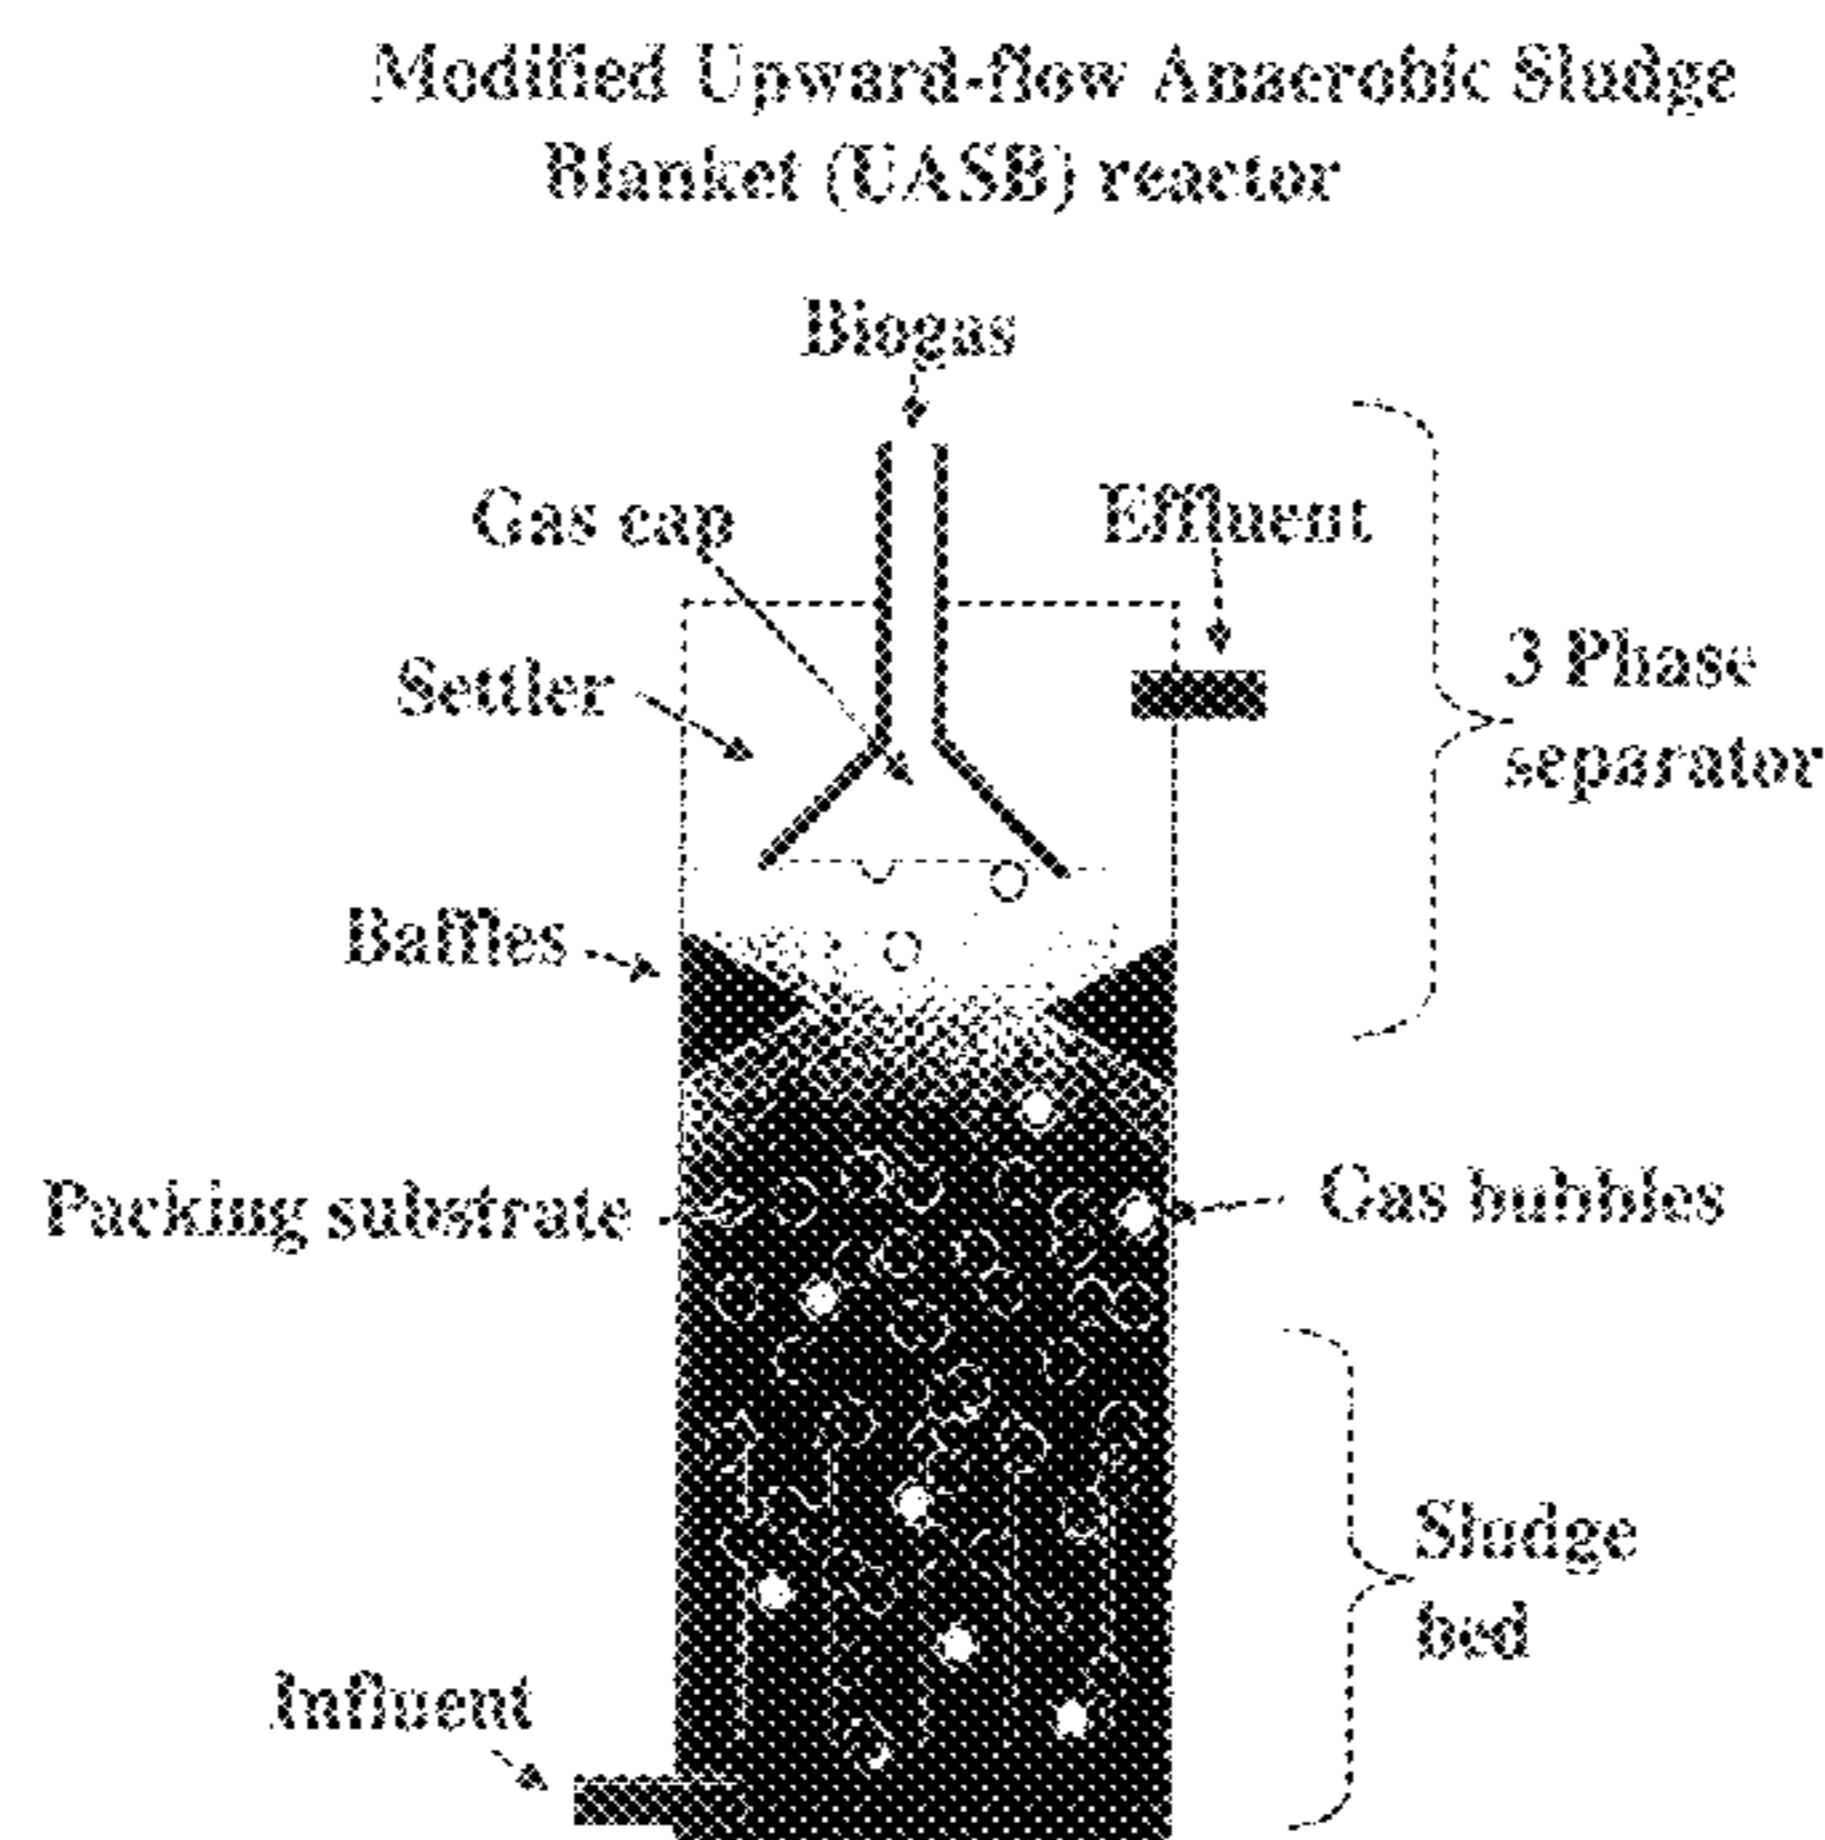 Modified Upward-flow Anaerobic Sludge
Blanket (UASB) reactor
Biogas
Gas cap
Effluent
Settler
3 Phase
separator
Baffles
Packing substrate
Gas bubbles
Sludge
bed
Influent